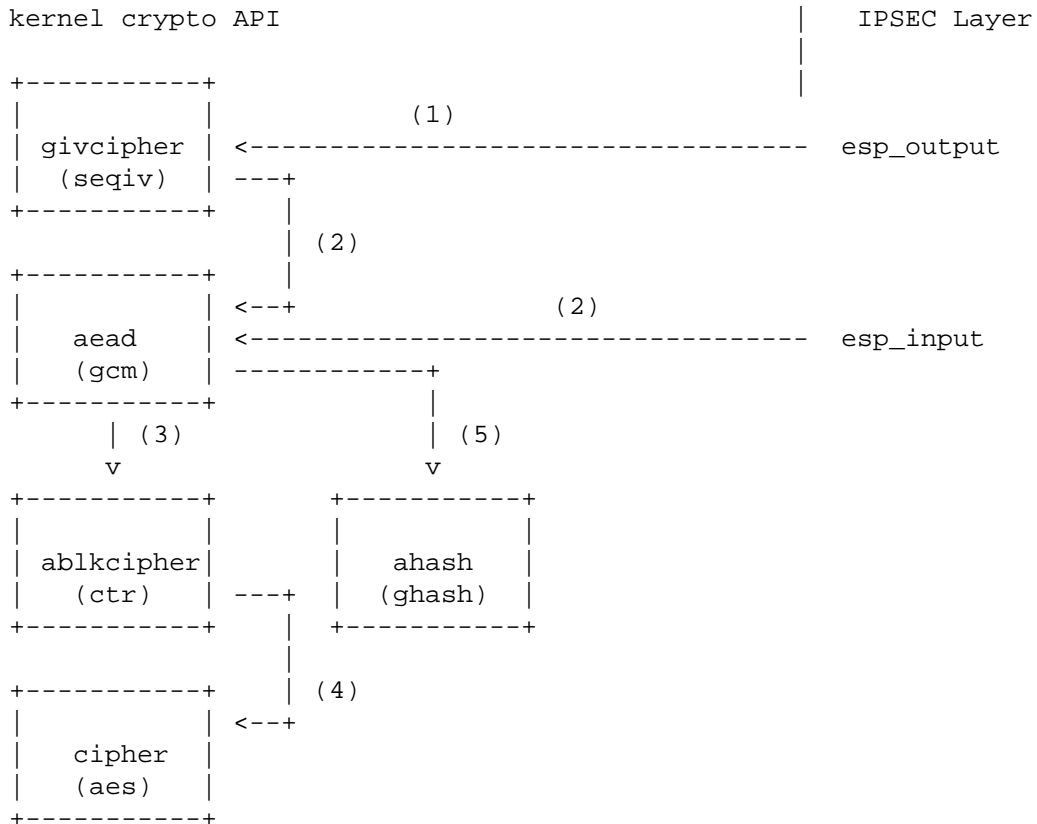 kernel crypto API | IPSEC Layer
(1)
givcipher <----------------------------------- esp_output
(seqiv)
(2)
(2)
aead <----------------------------------- esp_input
(gcm)
(3) (5)
v v
ablkcipher ahash
(ctr) (ghash)
(4)
cipher
(aes)